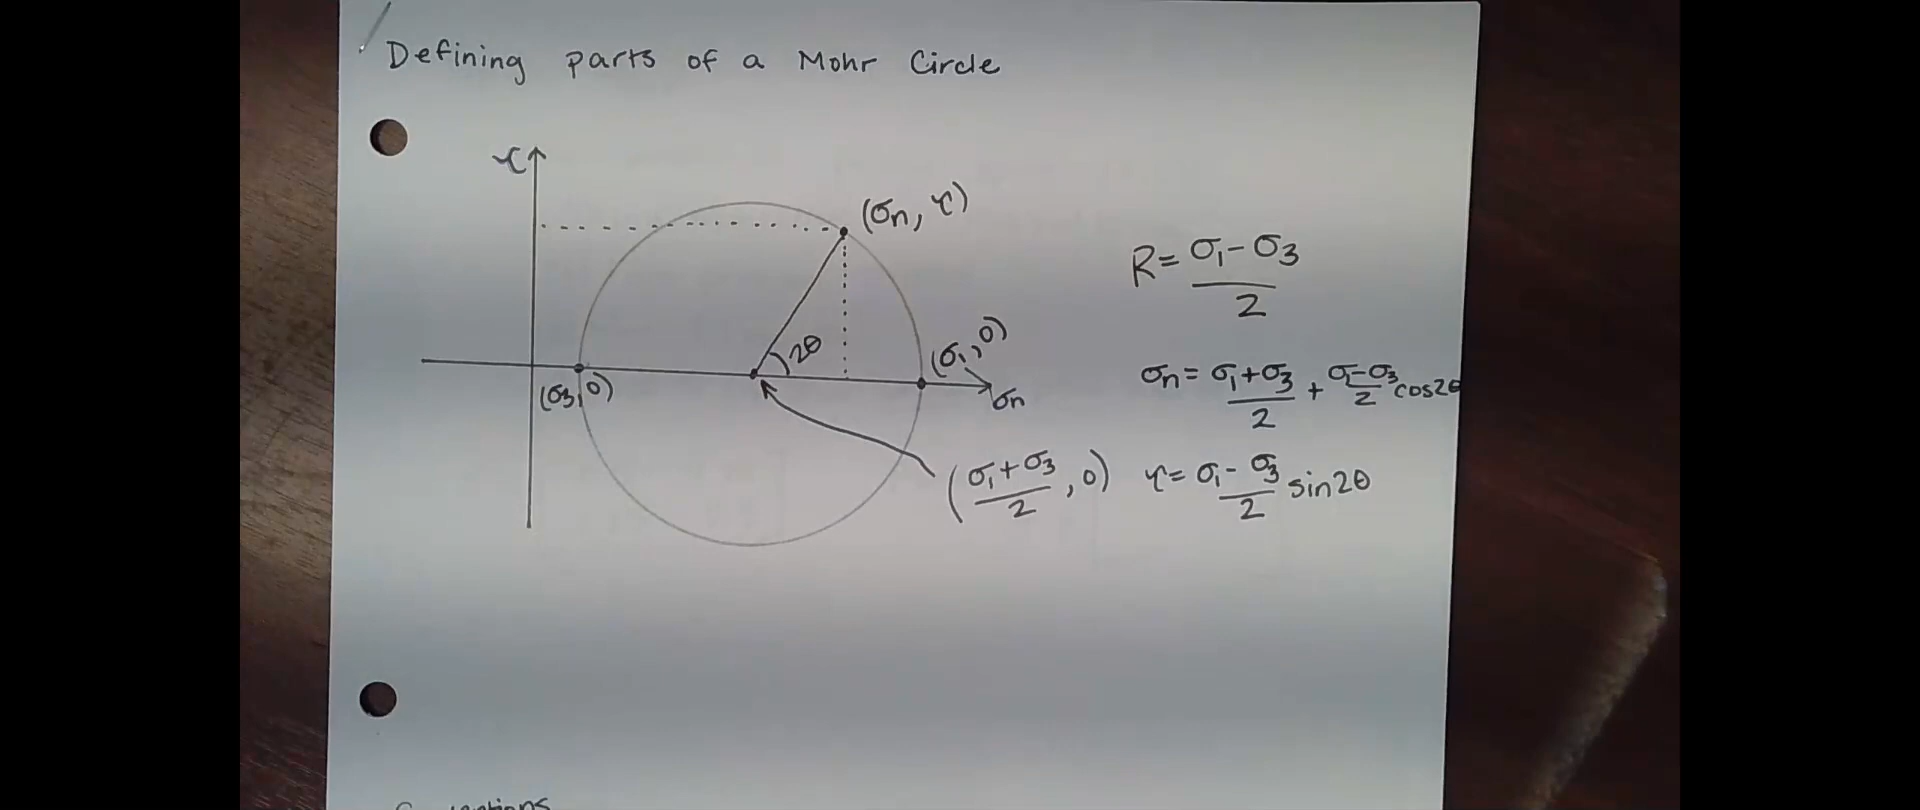 Defining parts of a Mohr Circle
τ
(σn, τ)
R = σ1 - σ3 / 2
2θ
(σ1, 0)
(σ3, 0)
σn
σn = σ1 + σ3 / 2 + σ1 - σ3 / 2 cos2θ
(σ1 + σ3 / 2, 0)
τ = σ1 - σ3 / 2 sin2θ